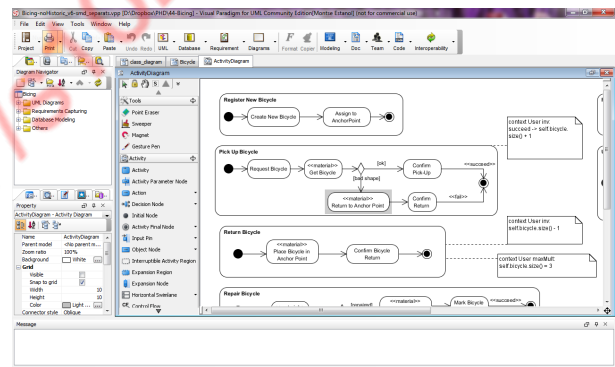 Bicing-noHistoric_v6-smd_separats.vpp [D:\Dropbox\PHD\44-Bicing] - Visual Paradigm for UML Community Edition[Montse Estanol] (not for commercial use)
File Edit View Tools Window Help
Project Print Cut Copy Paste Undo Redo UML Database Requirement Diagrams Format Copier Modeling Doc Team Code Interoperability
class_diagram Bicycle ActivityDiagram
Diagram Navigator
ActivityDiagram
Bicing
UML Diagrams
Requirements Capturing
Database Modeling
Others
Tools
Point Eraser
Sweeper
Magnet
Gesture Pen
Activity
Activity
Activity Parameter Node
Action
Decision Node
Initial Node
Activity Final Node
Input Pin
Object Node
Interruptible Activity Region
Expansion Region
Expansion Node
Horizontal Swimlane
Control Flow
Property
ActivityDiagram - Activity Diagram
Name ActivityDiagram
Parent model <No parent m...
Zoom ratio 100%
Background White
Grid
Visible
Snap to grid
Width 10
Height 10
Color Light ...
Connector style Oblique
Register New Bicycle
Create New Bicycle
Assign to
AnchorPoint
context User inv:
succeed -> self.bicycle.
size() + 1
Pick Up Bicycle
Request Bicycle
<<material>>
Get Bicycle
[ok]
[bad shape]
Confirm
Pick-Up
<<succeed>>
<<material>>
Return to Anchor Point
Confirm
Return
<<fail>>
context User inv:
self.bicycle.size() - 1
Return Bicycle
<<material>>
Place Bicycle in
Anchor Point
Confirm Bicycle
Return
context User maxMult
self.bicycle.size() = 3
Repair Bicycle
<<material>>
Mark Bicycle
<<succeed>>
Message